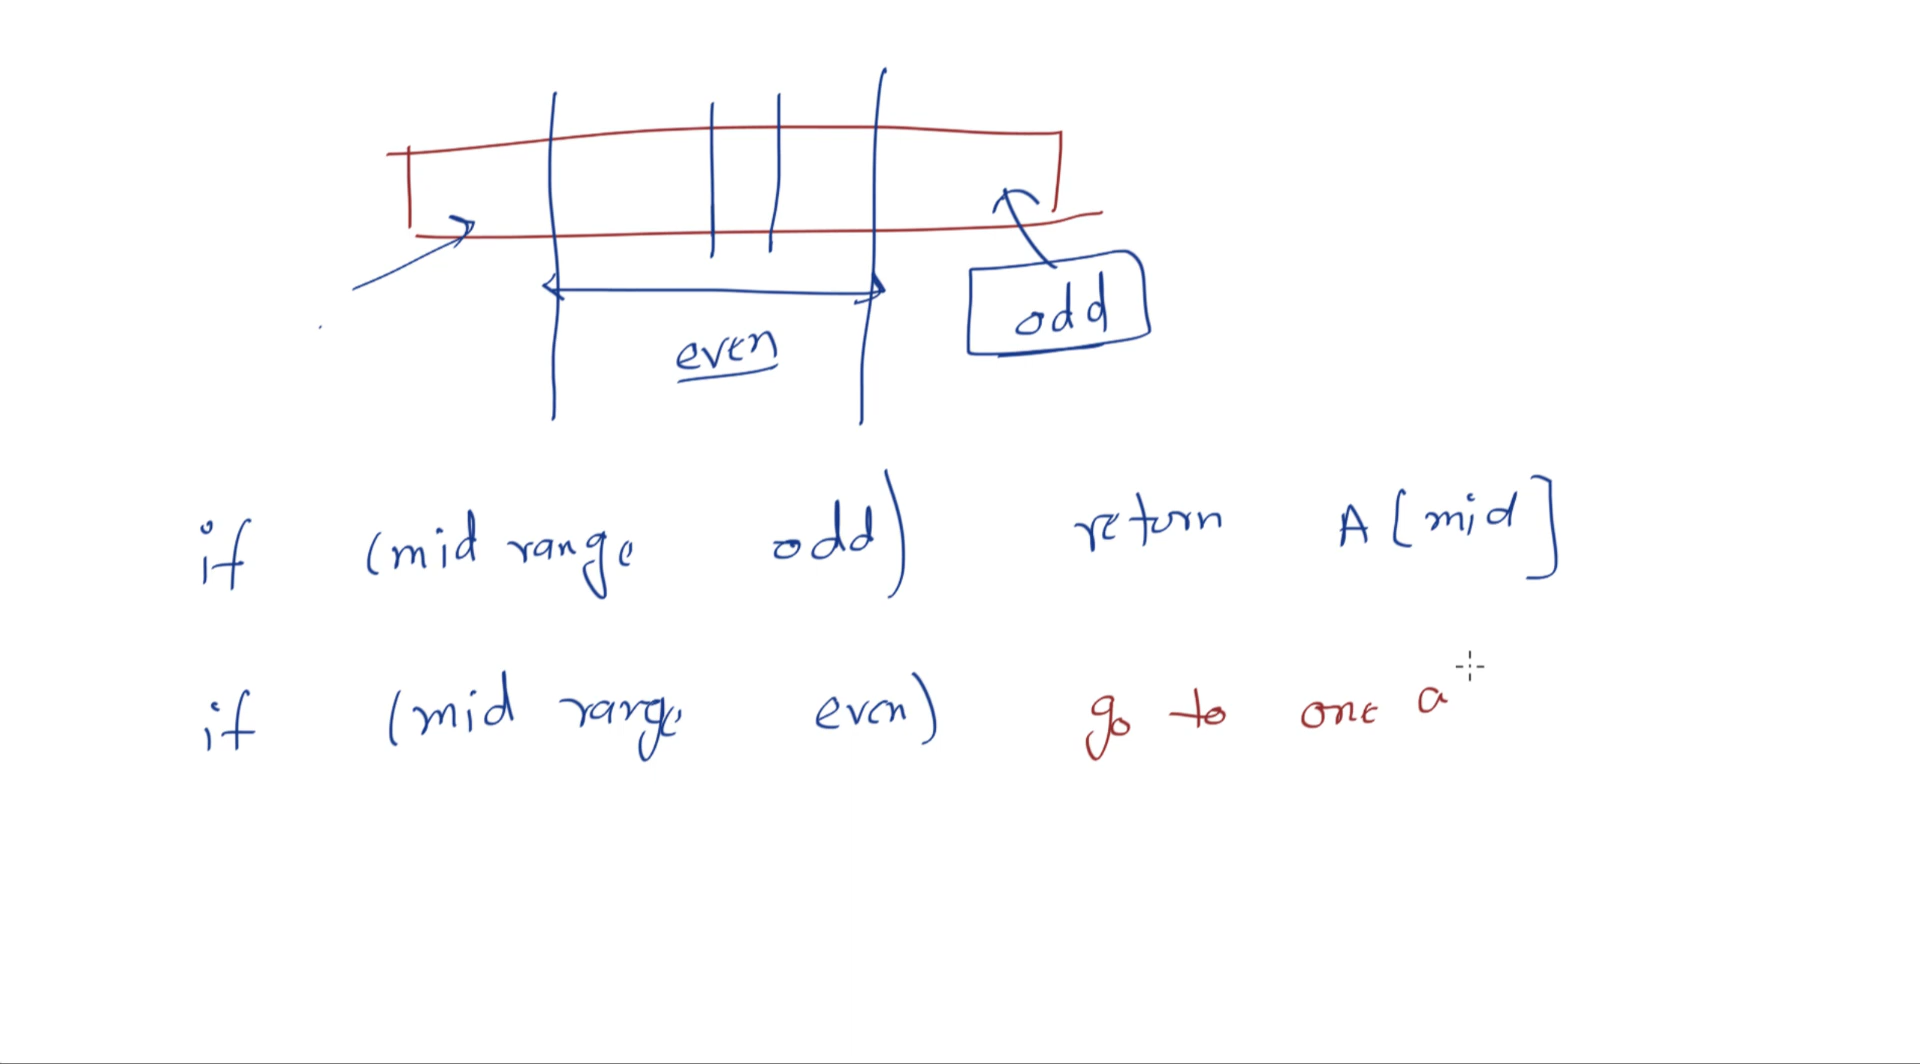 odd
even
if (mid range odd) return A[mid]
if (mid range even) go to one a